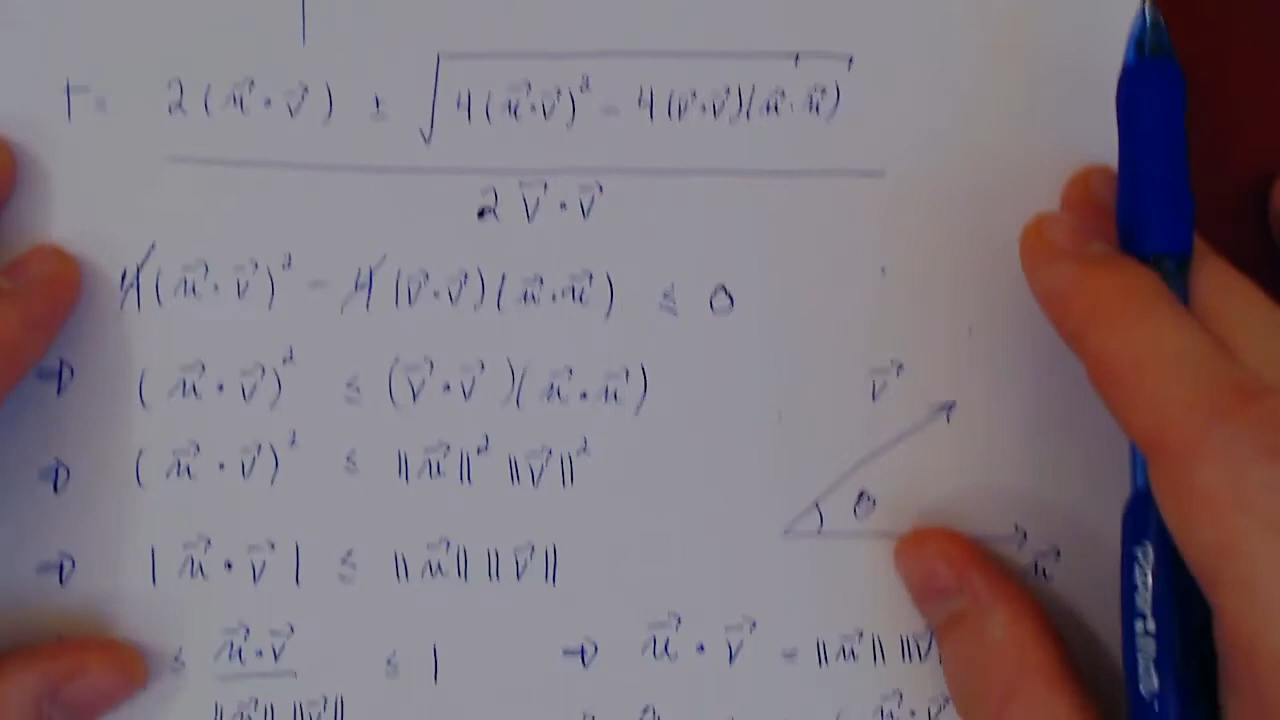 t = 2(u⃗ · v⃗) ± √(4(u⃗·v⃗)² - 4(v⃗·v⃗)(u⃗·u⃗))
2 v⃗ · v⃗
4(u⃗ · v⃗)² - 4(v⃗·v⃗)(u⃗·u⃗) ≤ 0
⇒ (u⃗ · v⃗)² ≤ (v⃗ · v⃗)(u⃗ · u⃗)
⇒ (u⃗ · v⃗)² ≤ ||u⃗||² ||v⃗||²
⇒ |u⃗ · v⃗| ≤ ||u⃗|| ||v⃗||
v⃗
θ
u⃗
≤ u⃗·v⃗ ≤ 1 ⇒ u⃗ · v⃗ = ||u⃗|| ||v⃗
||u⃗|| ||v⃗||
u⃗ · v⃗